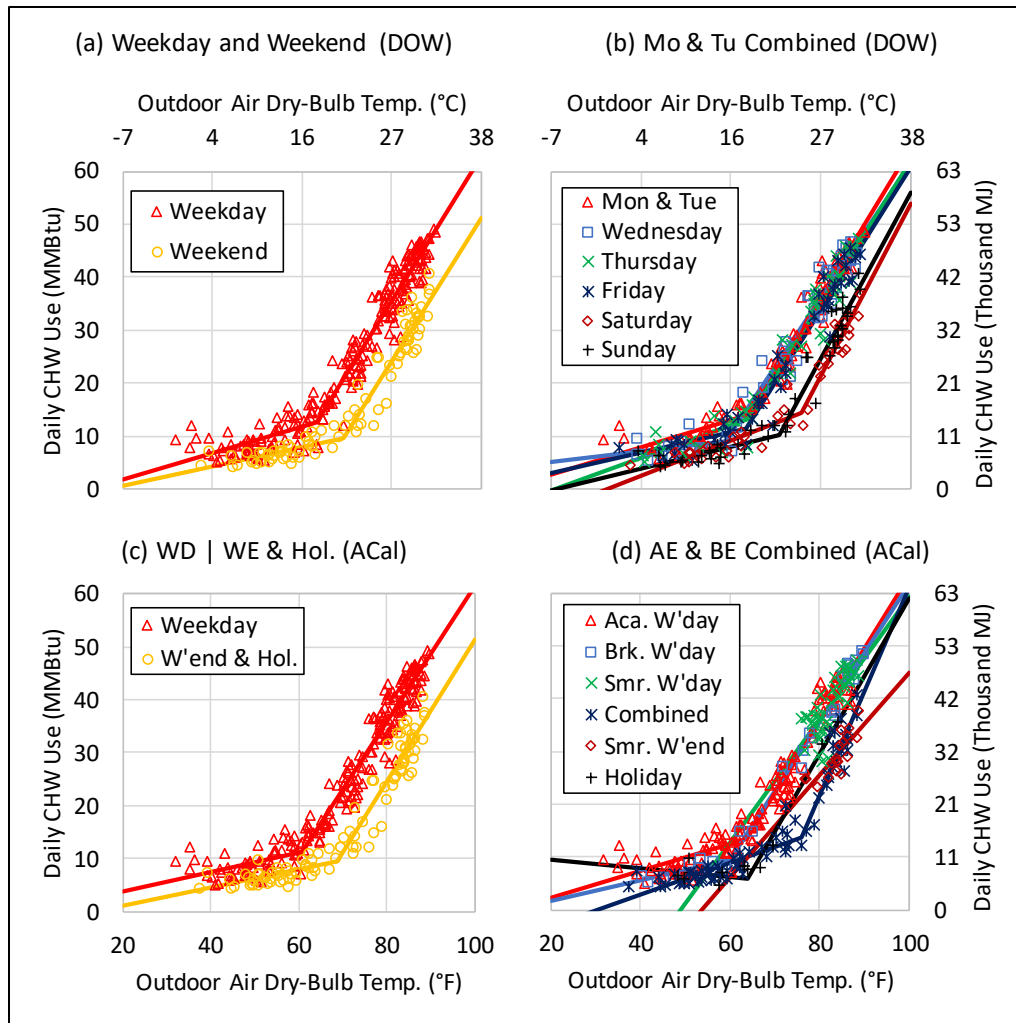 (a) Weekday and Weekend (DOW)
(b) Mo & Tu Combined (DOW)
Outdoor Air Dry-Bulb Temp. (°C)
Outdoor Air Dry-Bulb Temp. (°C)
-7 4 16 27 38
-7 4 16 27 38
Daily CHW Use (MMBtu)
60
50
40
30
20
10
0
Weekday
Weekend
Mon & Tue
Wednesday
Thursday
Friday
Saturday
Sunday
63
53
42
32
21
11
0
Daily CHW Use (Thousand MJ)
(c) WD | WE & Hol. (ACal)
(d) AE & BE Combined (ACal)
Daily CHW Use (MMBtu)
60
50
40
30
20
10
0
Weekday
W'end & Hol.
Aca. W'day
Brk. W'day
Smr. W'day
Combined
Smr. W'end
Holiday
63
53
42
32
21
11
0
Daily CHW Use (Thousand MJ)
20 40 60 80 100
20 40 60 80 100
Outdoor Air Dry-Bulb Temp. (°F)
Outdoor Air Dry-Bulb Temp. (°F)